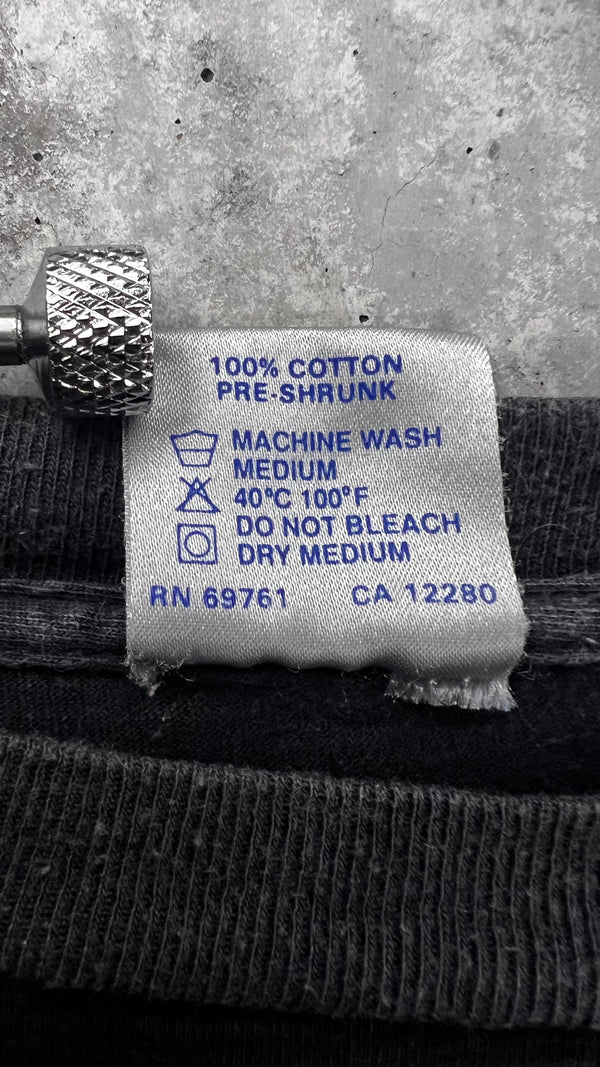 100% COTTON
PRE-SHRUNK
MACHINE WASH
MEDIUM
40°C 100°F
DO NOT BLEACH
DRY MEDIUM
RN 69761 CA 12280